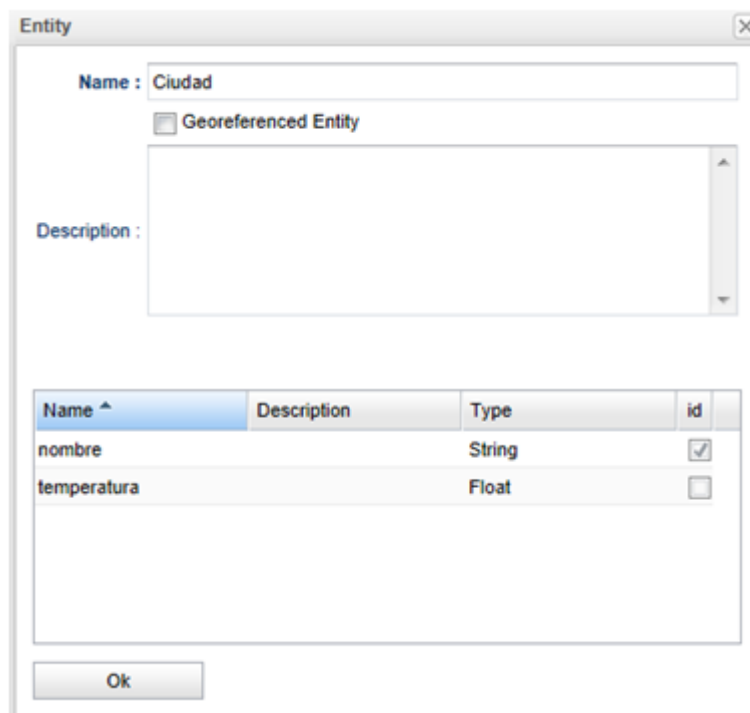 Entity
Name : Ciudad
Georeferenced Entity
Description :
Name Description Type id
nombre String
temperatura Float
Ok